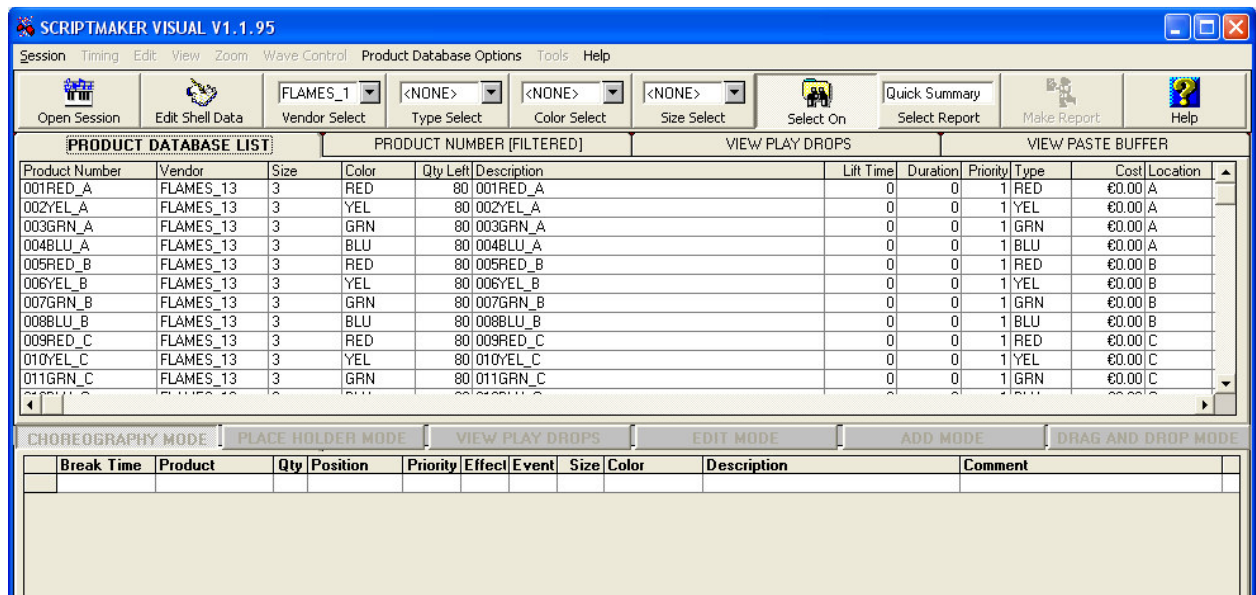 SCRIPTMAKER VISUAL V1.1.95
Session Timing Edit View Zoom Wave Control Product Database Options Tools Help
FLAMES_1 <NONE> <NONE> <NONE> Quick Summary
Open Session Edit Shell Data Vendor Select Type Select Color Select Size Select Select On Select Report Make Report Help
PRODUCT DATABASE LIST PRODUCT NUMBER [FILTERED] VIEW PLAY DROPS VIEW PASTE BUFFER
Product Number Vendor Size Color Qty Left Description Lift Time Duration Priority Type Cost Location
001RED_A FLAMES_13 3 RED 80 001RED_A 0 0 1 RED €0.00 A
002YEL_A FLAMES_13 3 YEL 80 002YEL_A 0 0 1 YEL €0.00 A
003GRN_A FLAMES_13 3 GRN 80 003GRN_A 0 0 1 GRN €0.00 A
004BLU_A FLAMES_13 3 BLU 80 004BLU_A 0 0 1 BLU €0.00 A
005RED_B FLAMES_13 3 RED 80 005RED_B 0 0 1 RED €0.00 B
006YEL_B FLAMES_13 3 YEL 80 006YEL_B 0 0 1 YEL €0.00 B
007GRN_B FLAMES_13 3 GRN 80 007GRN_B 0 0 1 GRN €0.00 B
008BLU_B FLAMES_13 3 BLU 80 008BLU_B 0 0 1 BLU €0.00 B
009RED_C FLAMES_13 3 RED 80 009RED_C 0 0 1 RED €0.00 C
010YEL_C FLAMES_13 3 YEL 80 010YEL_C 0 0 1 YEL €0.00 C
011GRN_C FLAMES_13 3 GRN 80 011GRN_C 0 0 1 GRN €0.00 C
CHOREOGRAPHY MODE PLACE HOLDER MODE VIEW PLAY DROPS EDIT MODE ADD MODE DRAG AND DROP MODE
Break Time Product Qty Position Priority Effect Event Size Color Description Comment